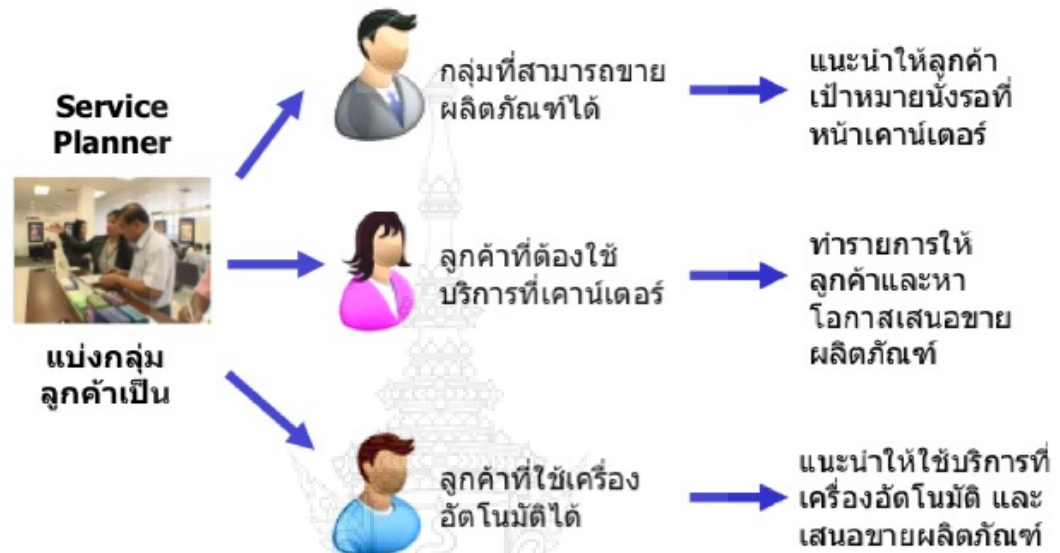 Service
Planner
แบ่งกลุ่ม
ลูกค้าเป็น
กลุ่มที่สามารถขาย
ผลิตภัณฑ์ได้
แนะนำให้ลูกค้า
เป้าหมายนั่งรอที่
หน้าเคาน์เตอร์
ลูกค้าที่ต้องใช้
บริการที่เคาน์เตอร์
ทำรายการให้
ลูกค้าและหา
โอกาสเสนอขาย
ผลิตภัณฑ์
ลูกค้าที่ใช้เครื่อง
อัตโนมัติได้
แนะนำให้ใช้บริการที่
เครื่องอัตโนมัติ และ
เสนอขายผลิตภัณฑ์